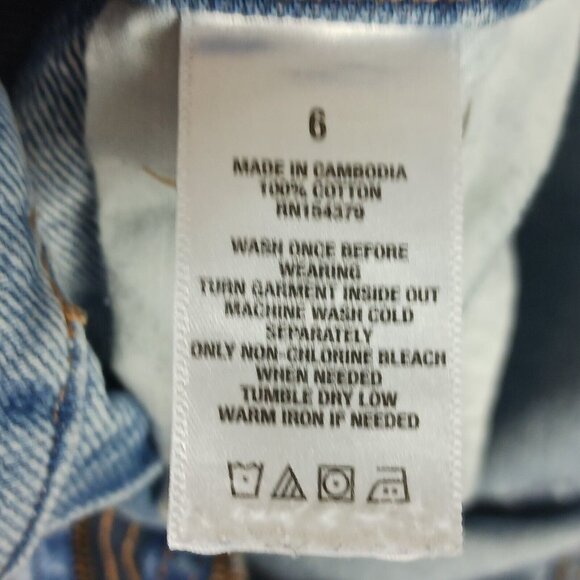 6
MADE IN CAMBODIA
100% COTTON
RN154379
WASH ONCE BEFORE
WEARING
TURN GARMENT INSIDE OUT
MACHINE WASH COLD
SEPARATELY
ONLY NON-CHLORINE BLEACH
WHEN NEEDED
TUMBLE DRY LOW
WARM IRON IF NEEDED